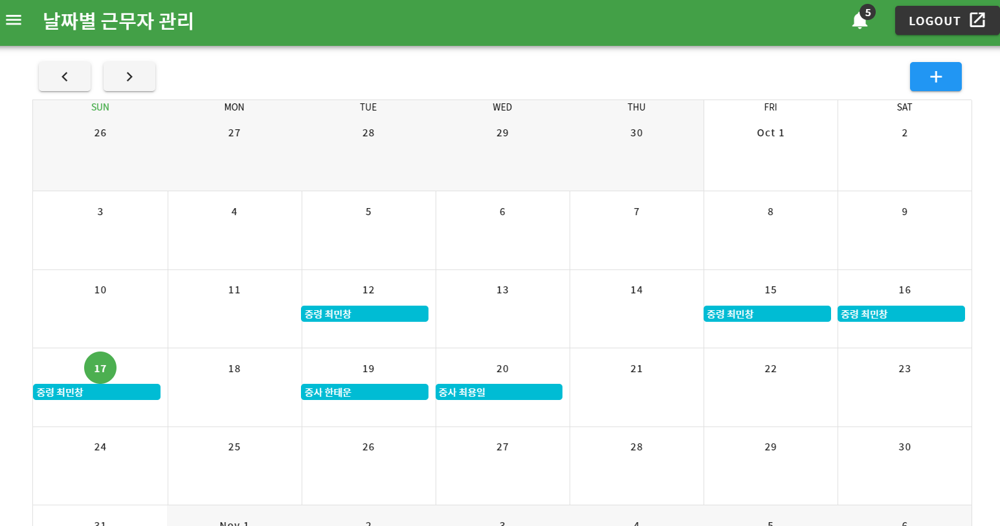 날짜별 근무자 관리
5
LOGOUT
SUN MON TUE WED THU FRI SAT
26 27 28 29 30 Oct 1 2
3 4 5 6 7 8 9
10 11 12 13 14 15 16
중령 최민창 중령 최민창 중령 최민창
17 18 19 20 21 22 23
중령 최민창 중사 한태운 중사 최용일
24 25 26 27 28 29 30
31 Nov 1 2 3 4 5 6